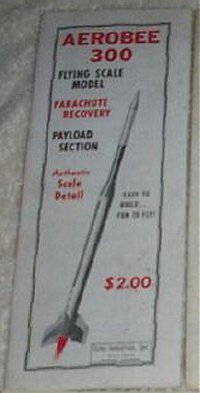 AEROBEE
300
FLYING SCALE
MODEL
PARACHUTE
RECOVERY
PAYLOAD
SECTION
Authentic
Scale
Detail
EASY TO
BUILD...
FUN TO FLY!
$2.00